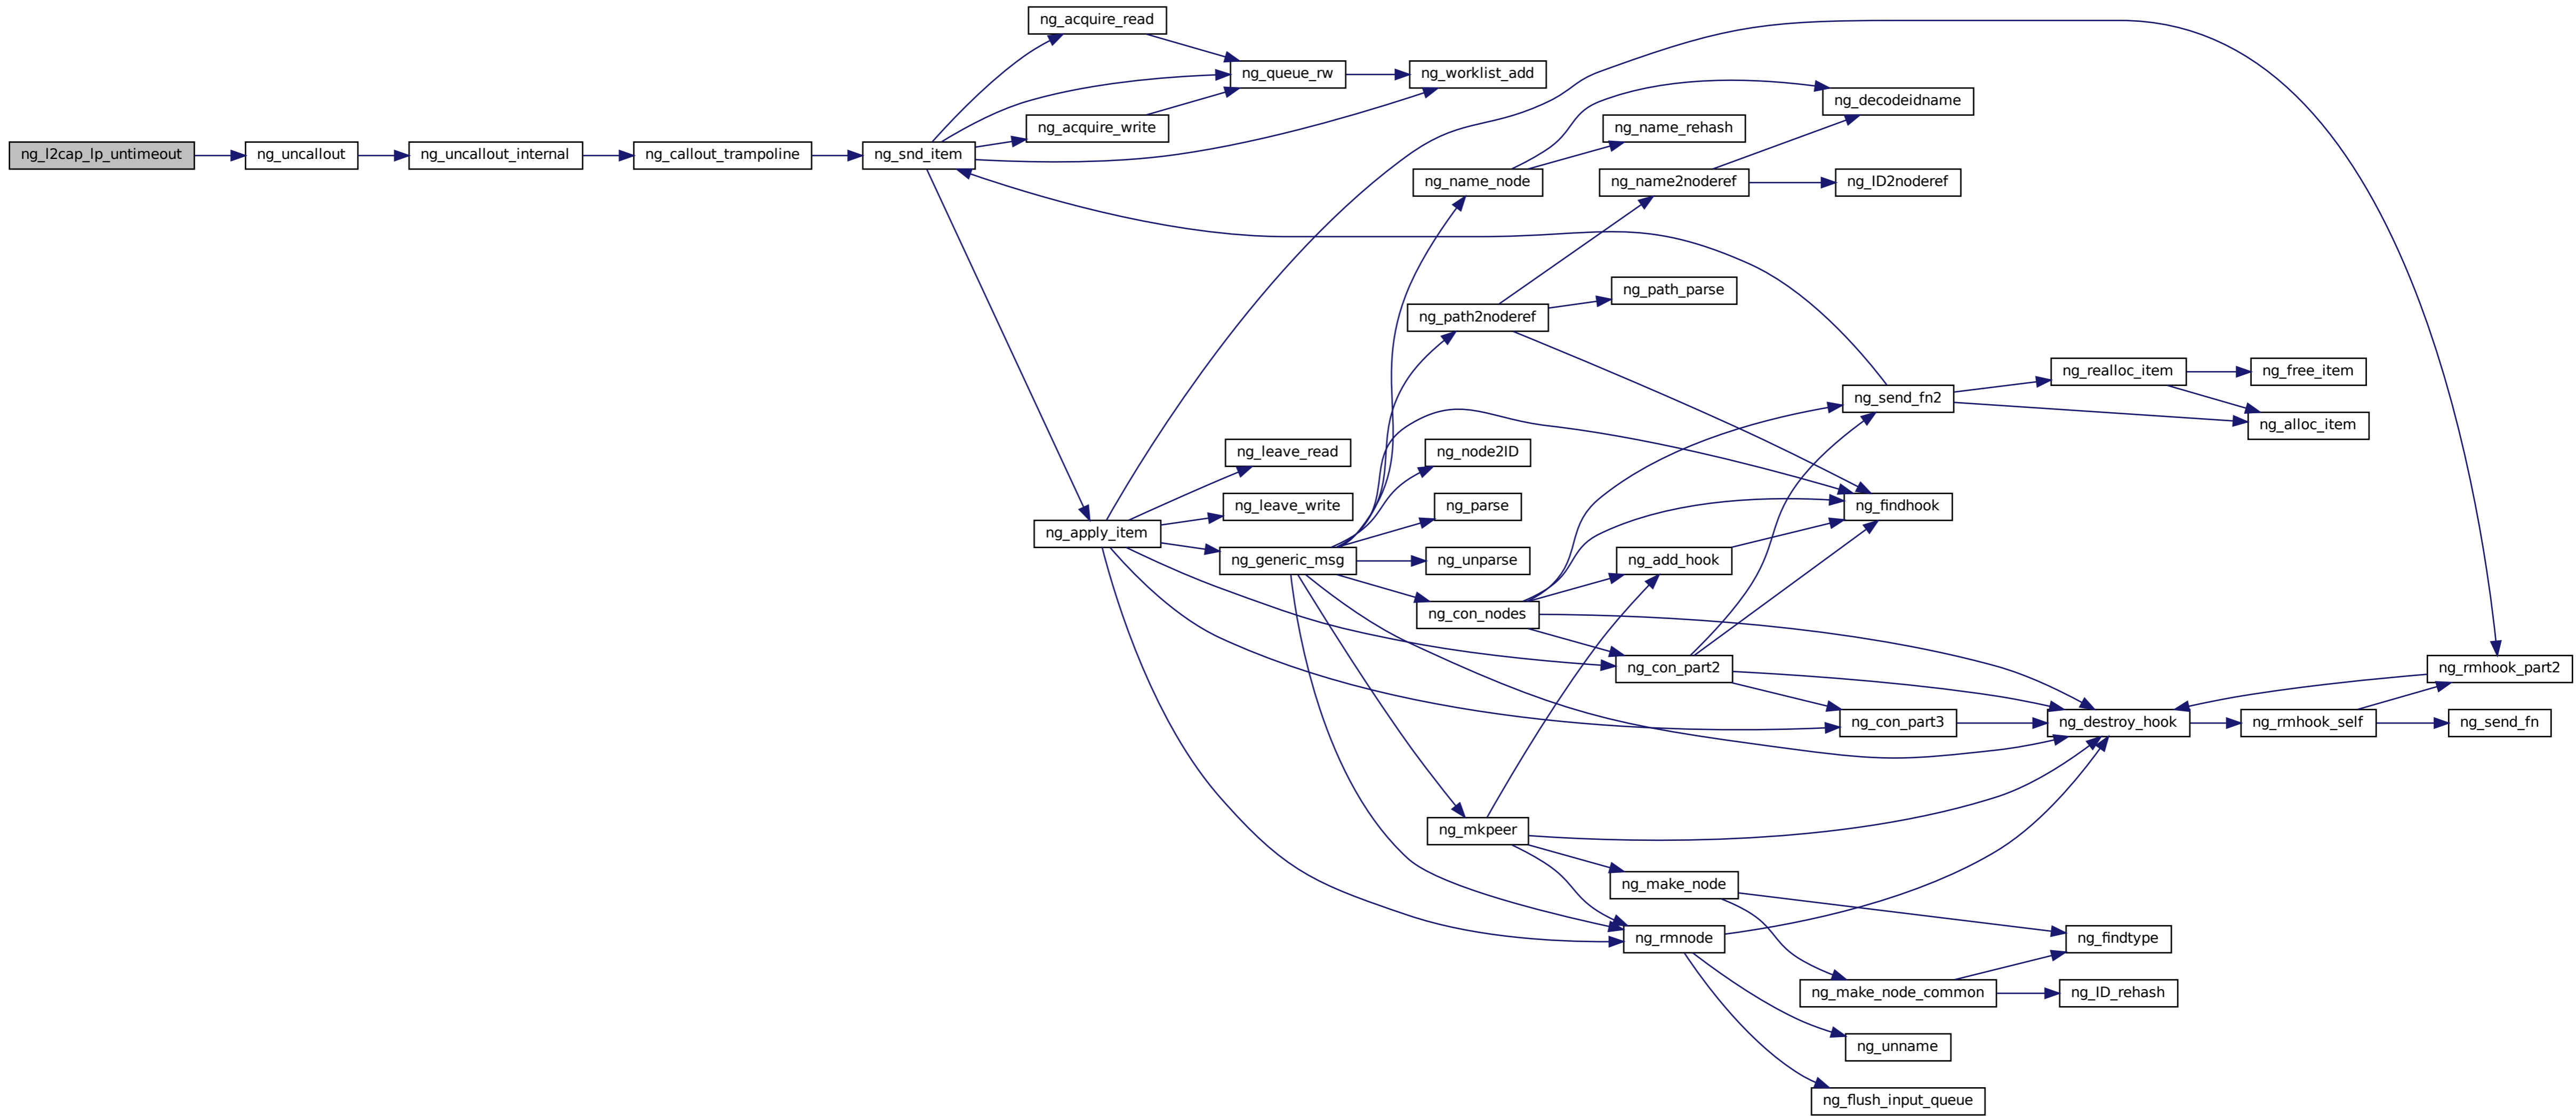 ng_acquire_read
ng_queue_rw
ng_worklist_add
ng_decodeidname
ng_acquire_write
ng_name_rehash
ng_l2cap_lp_untimeout
ng_uncallout
ng_uncallout_internal
ng_callout_trampoline
ng_snd_item
ng_name_node
ng_name2noderef
ng_ID2noderef
ng_path_parse
ng_path2noderef
ng_realloc_item
ng_free_item
ng_send_fn2
ng_alloc_item
ng_leave_read
ng_node2ID
ng_leave_write
ng_parse
ng_findhook
ng_apply_item
ng_generic_msg
ng_unparse
ng_add_hook
ng_con_nodes
ng_con_part2
ng_rmhook_part2
ng_con_part3
ng_destroy_hook
ng_rmhook_self
ng_send_fn
ng_mkpeer
ng_make_node
ng_rmnode
ng_findtype
ng_make_node_common
ng_ID_rehash
ng_unname
ng_flush_input_queue